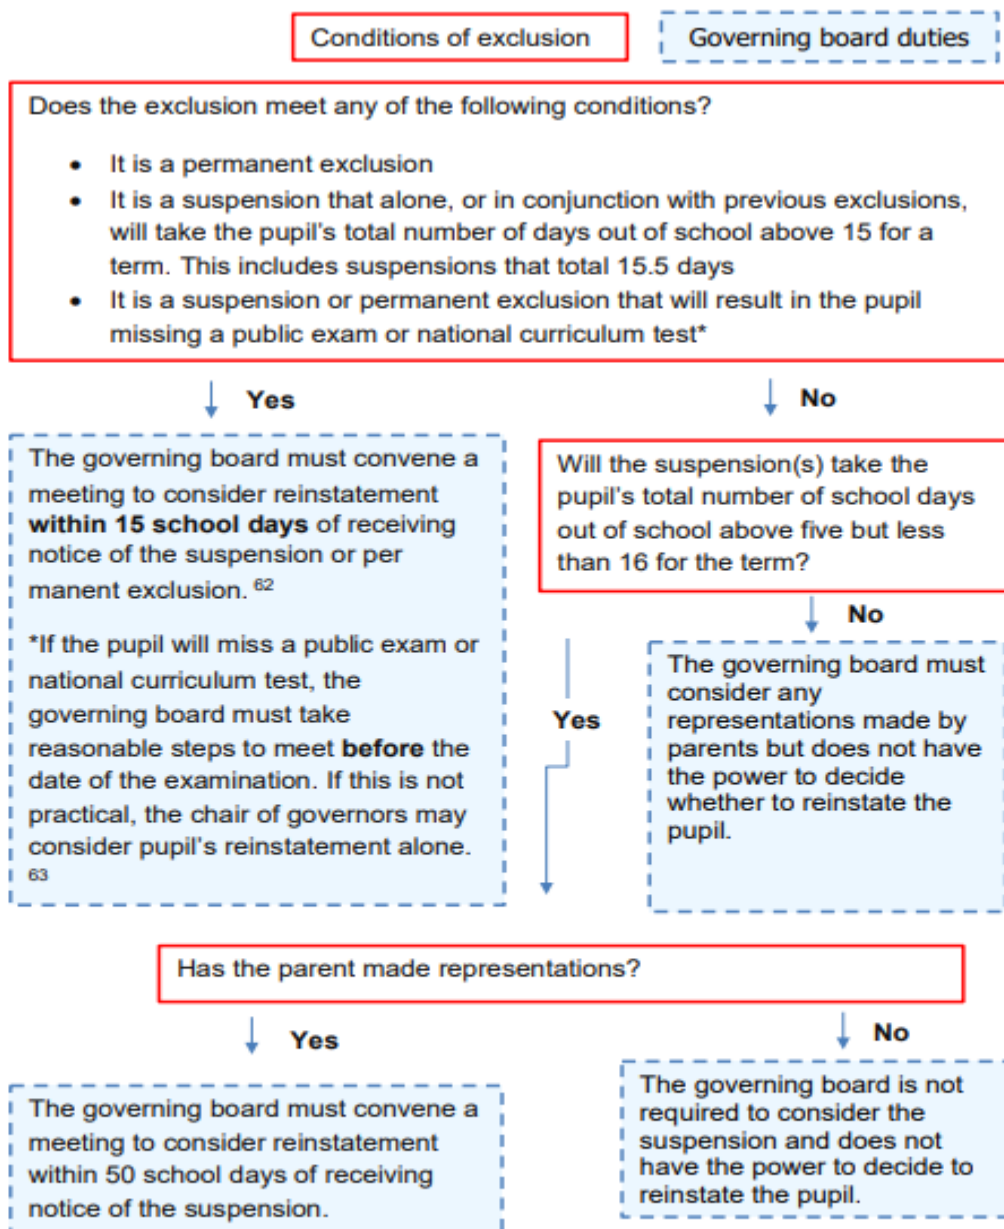 Conditions of exclusion
Governing board duties
Does the exclusion meet any of the following conditions?
• It is a permanent exclusion
• It is a suspension that alone, or in conjunction with previous exclusions,
will take the pupil's total number of days out of school above 15 for a
term. This includes suspensions that total 15.5 days
• It is a suspension or permanent exclusion that will result in the pupil
missing a public exam or national curriculum test*
Yes
No
The governing board must convene a
meeting to consider reinstatement
within 15 school days of receiving
notice of the suspension or per
manent exclusion. 62
*If the pupil will miss a public exam or
national curriculum test, the
governing board must take
reasonable steps to meet before the
date of the examination. If this is not
practical, the chair of governors may
consider pupil's reinstatement alone.
63
Will the suspension(s) take the
pupil's total number of school days
out of school above five but less
than 16 for the term?
No
Yes
The governing board must
consider any
representations made by
parents but does not have
the power to decide
whether to reinstate the
pupil.
Has the parent made representations?
Yes
No
The governing board must convene a
meeting to consider reinstatement
within 50 school days of receiving
notice of the suspension.
The governing board is not
required to consider the
suspension and does not
have the power to decide to
reinstate the pupil.